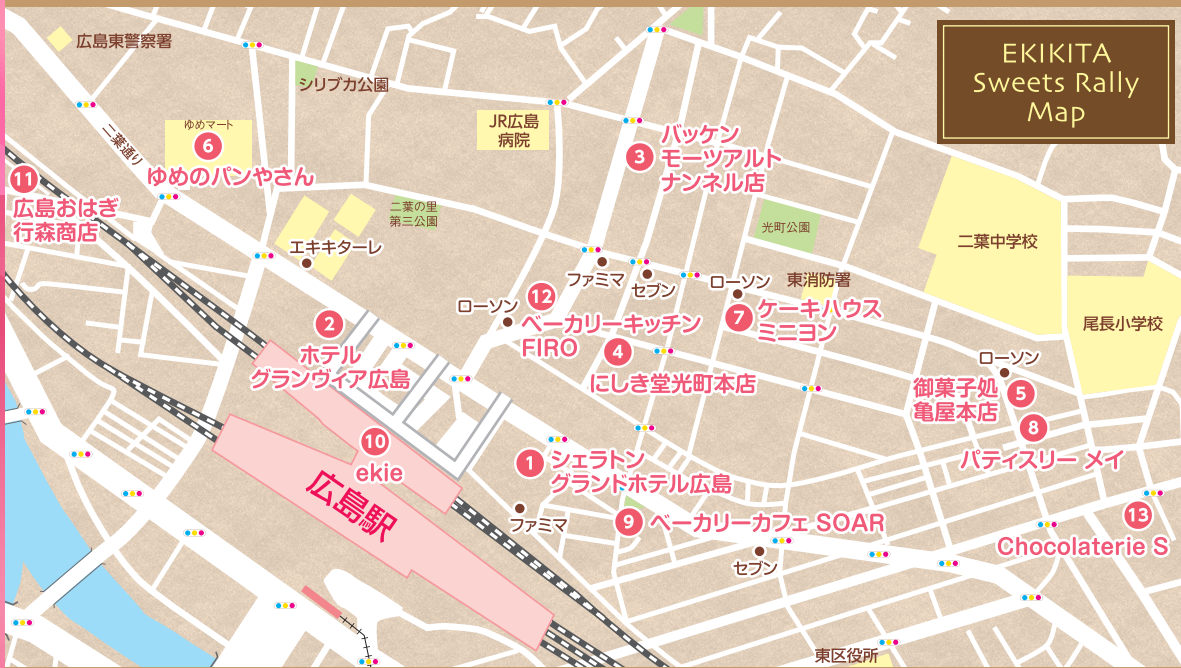 EKIKITA
Sweets Rally
Map
広島東警察署
シリブカ公園
ゆめマート
6
ゆめのパンやさん
二葉通り
JR広島
病院
3
バッケン
モーツアルト
ナンネル店
11
広島おはぎ
行森商店
二葉の里
第三公園
光町公園
二葉中学校
エキキターレ
ファミマ
セブン
ローソン
東消防署
7
ケーキハウス
ミニヨン
尾長小学校
ローソン
12
ベーカリーキッチン
FIRO
2
ホテル
グランヴィア広島
4
にしき堂光町本店
ローソン
御菓子処
亀屋本店
5
8
パティスリー メイ
10
ekie
広島駅
1
シェラトン
グランドホテル広島
ファミマ
9
ベーカリーカフェ SOAR
セブン
13
Chocolaterie S
東区役所